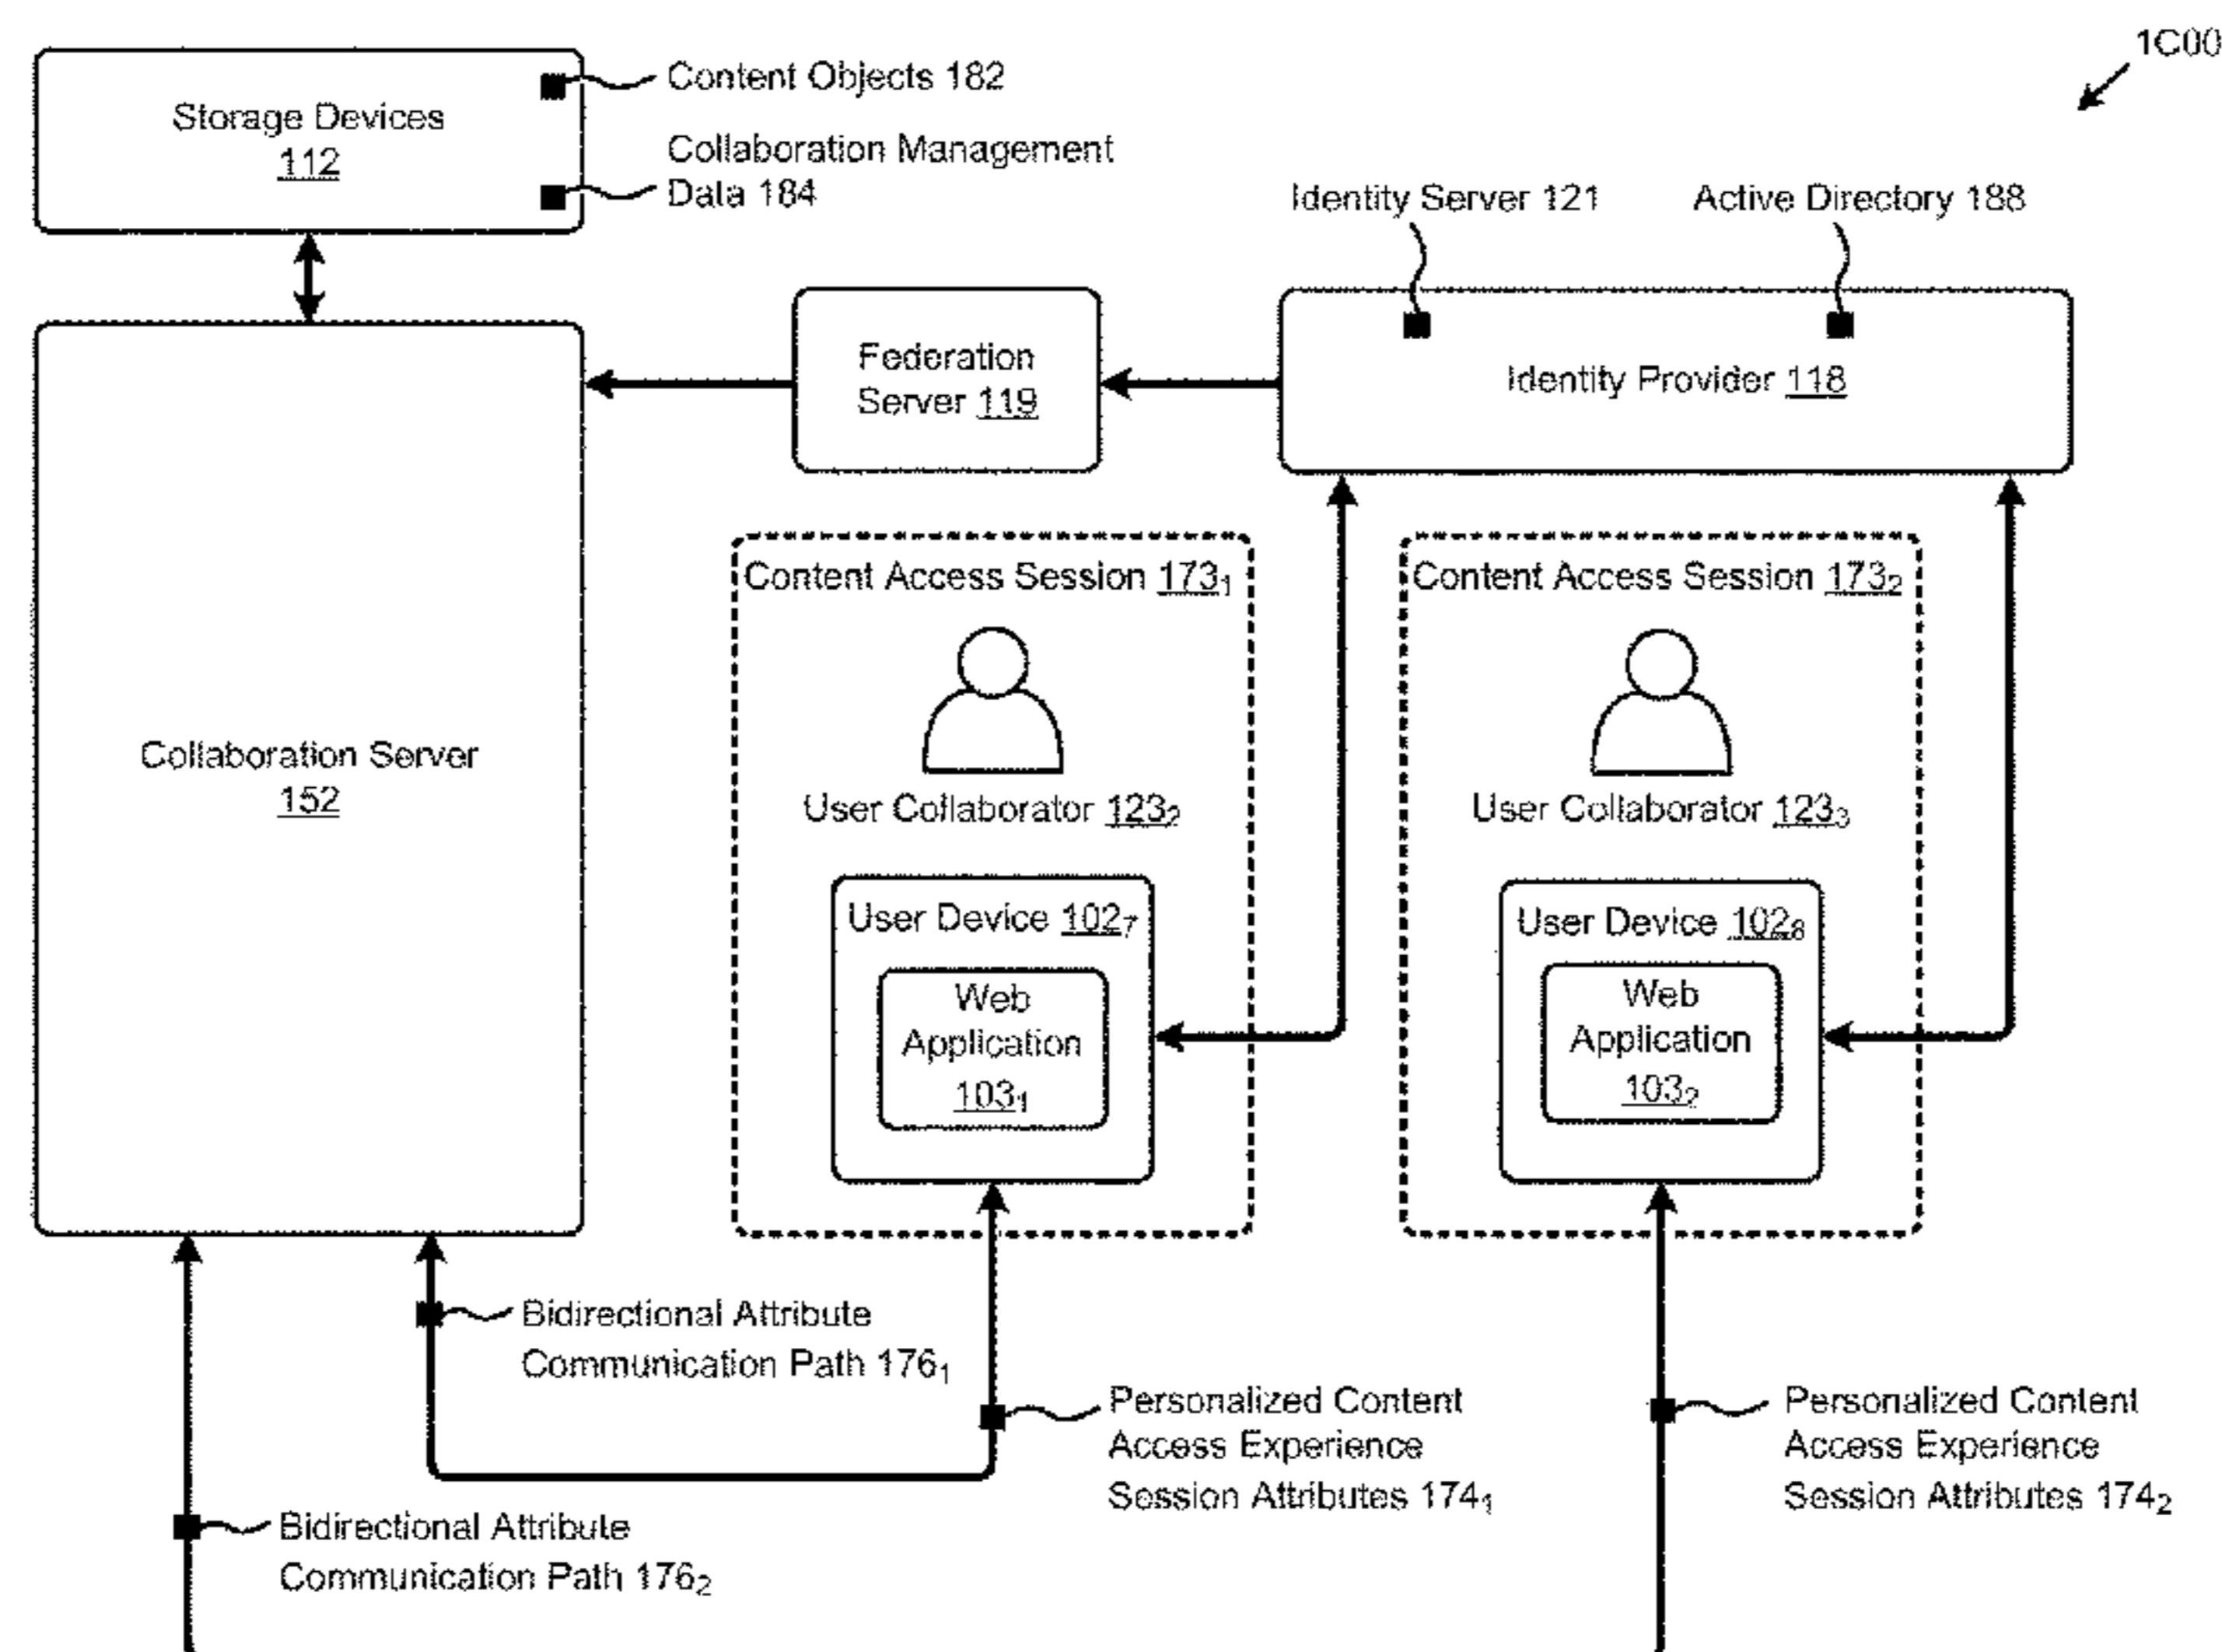 1C00
Storage Devices
112
Content Objects 182
Collaboration Management
Data 184
Identity Server 121
Active Directory 188
Federation
Server 119
Identity Provider 118
Collaboration Server
152
Content Access Session 173₁
User Collaborator 123₂
User Device 102₇
Web
Application
103₁
Content Access Session 173₂
User Collaborator 123₃
User Device 102₈
Web
Application
103₂
Bidirectional Attribute
Communication Path 176₁
Personalized Content
Access Experience
Session Attributes 174₁
Personalized Content
Access Experience
Session Attributes 174₂
Bidirectional Attribute
Communication Path 176₂